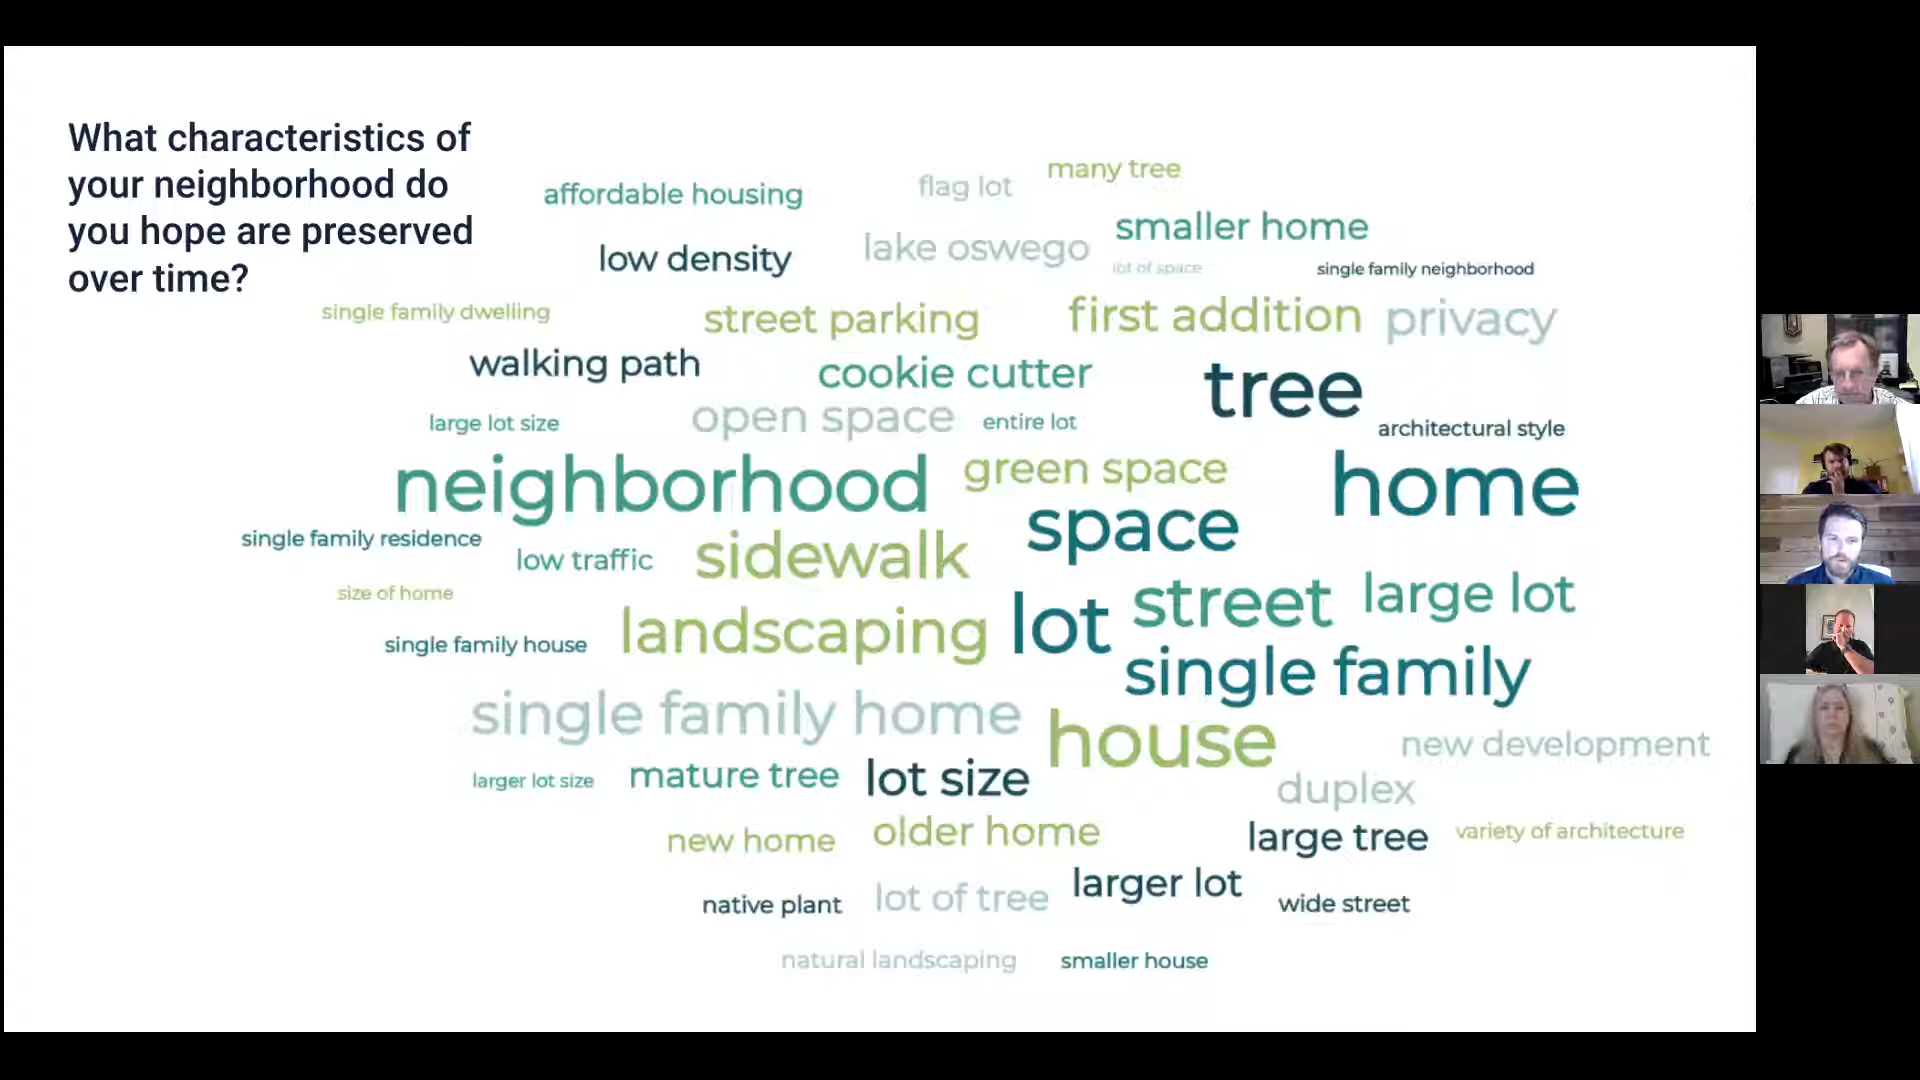 What characteristics of
your neighborhood do
you hope are preserved
over time?
many tree
affordable housing
flag lot
smaller home
low density
lake oswego
lot of space
single family neighborhood
single family dwelling
street parking
first addition
privacy
walking path
cookie cutter
tree
large lot size
open space
entire lot
architectural style
neighborhood
green space
home
space
single family residence
low traffic
sidewalk
size of home
street
large lot
single family house
landscaping
lot
single family
single family home
house
new development
larger lot size
mature tree
lot size
duplex
new home
older home
large tree
variety of architecture
native plant
lot of tree
larger lot
wide street
natural landscaping
smaller house